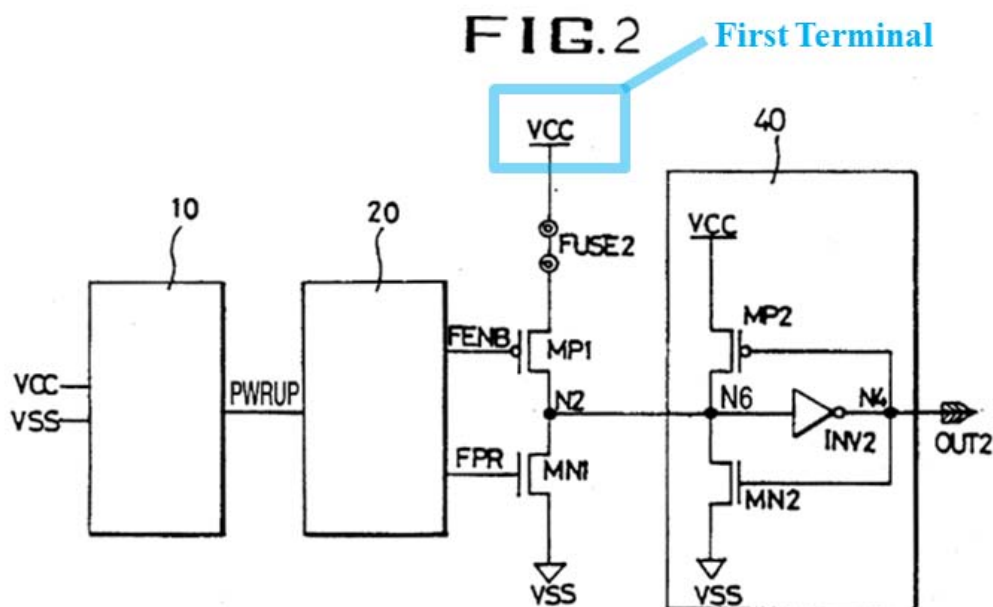 FIG.2
First Terminal
VCC
40
10
20
VCC
FUSE2
MP2
FENB
MP1
VCC
PWRUP
N2
N6
N4
VSS
INV2
OUT2
FPR
MN1
MN2
VSS
VSS